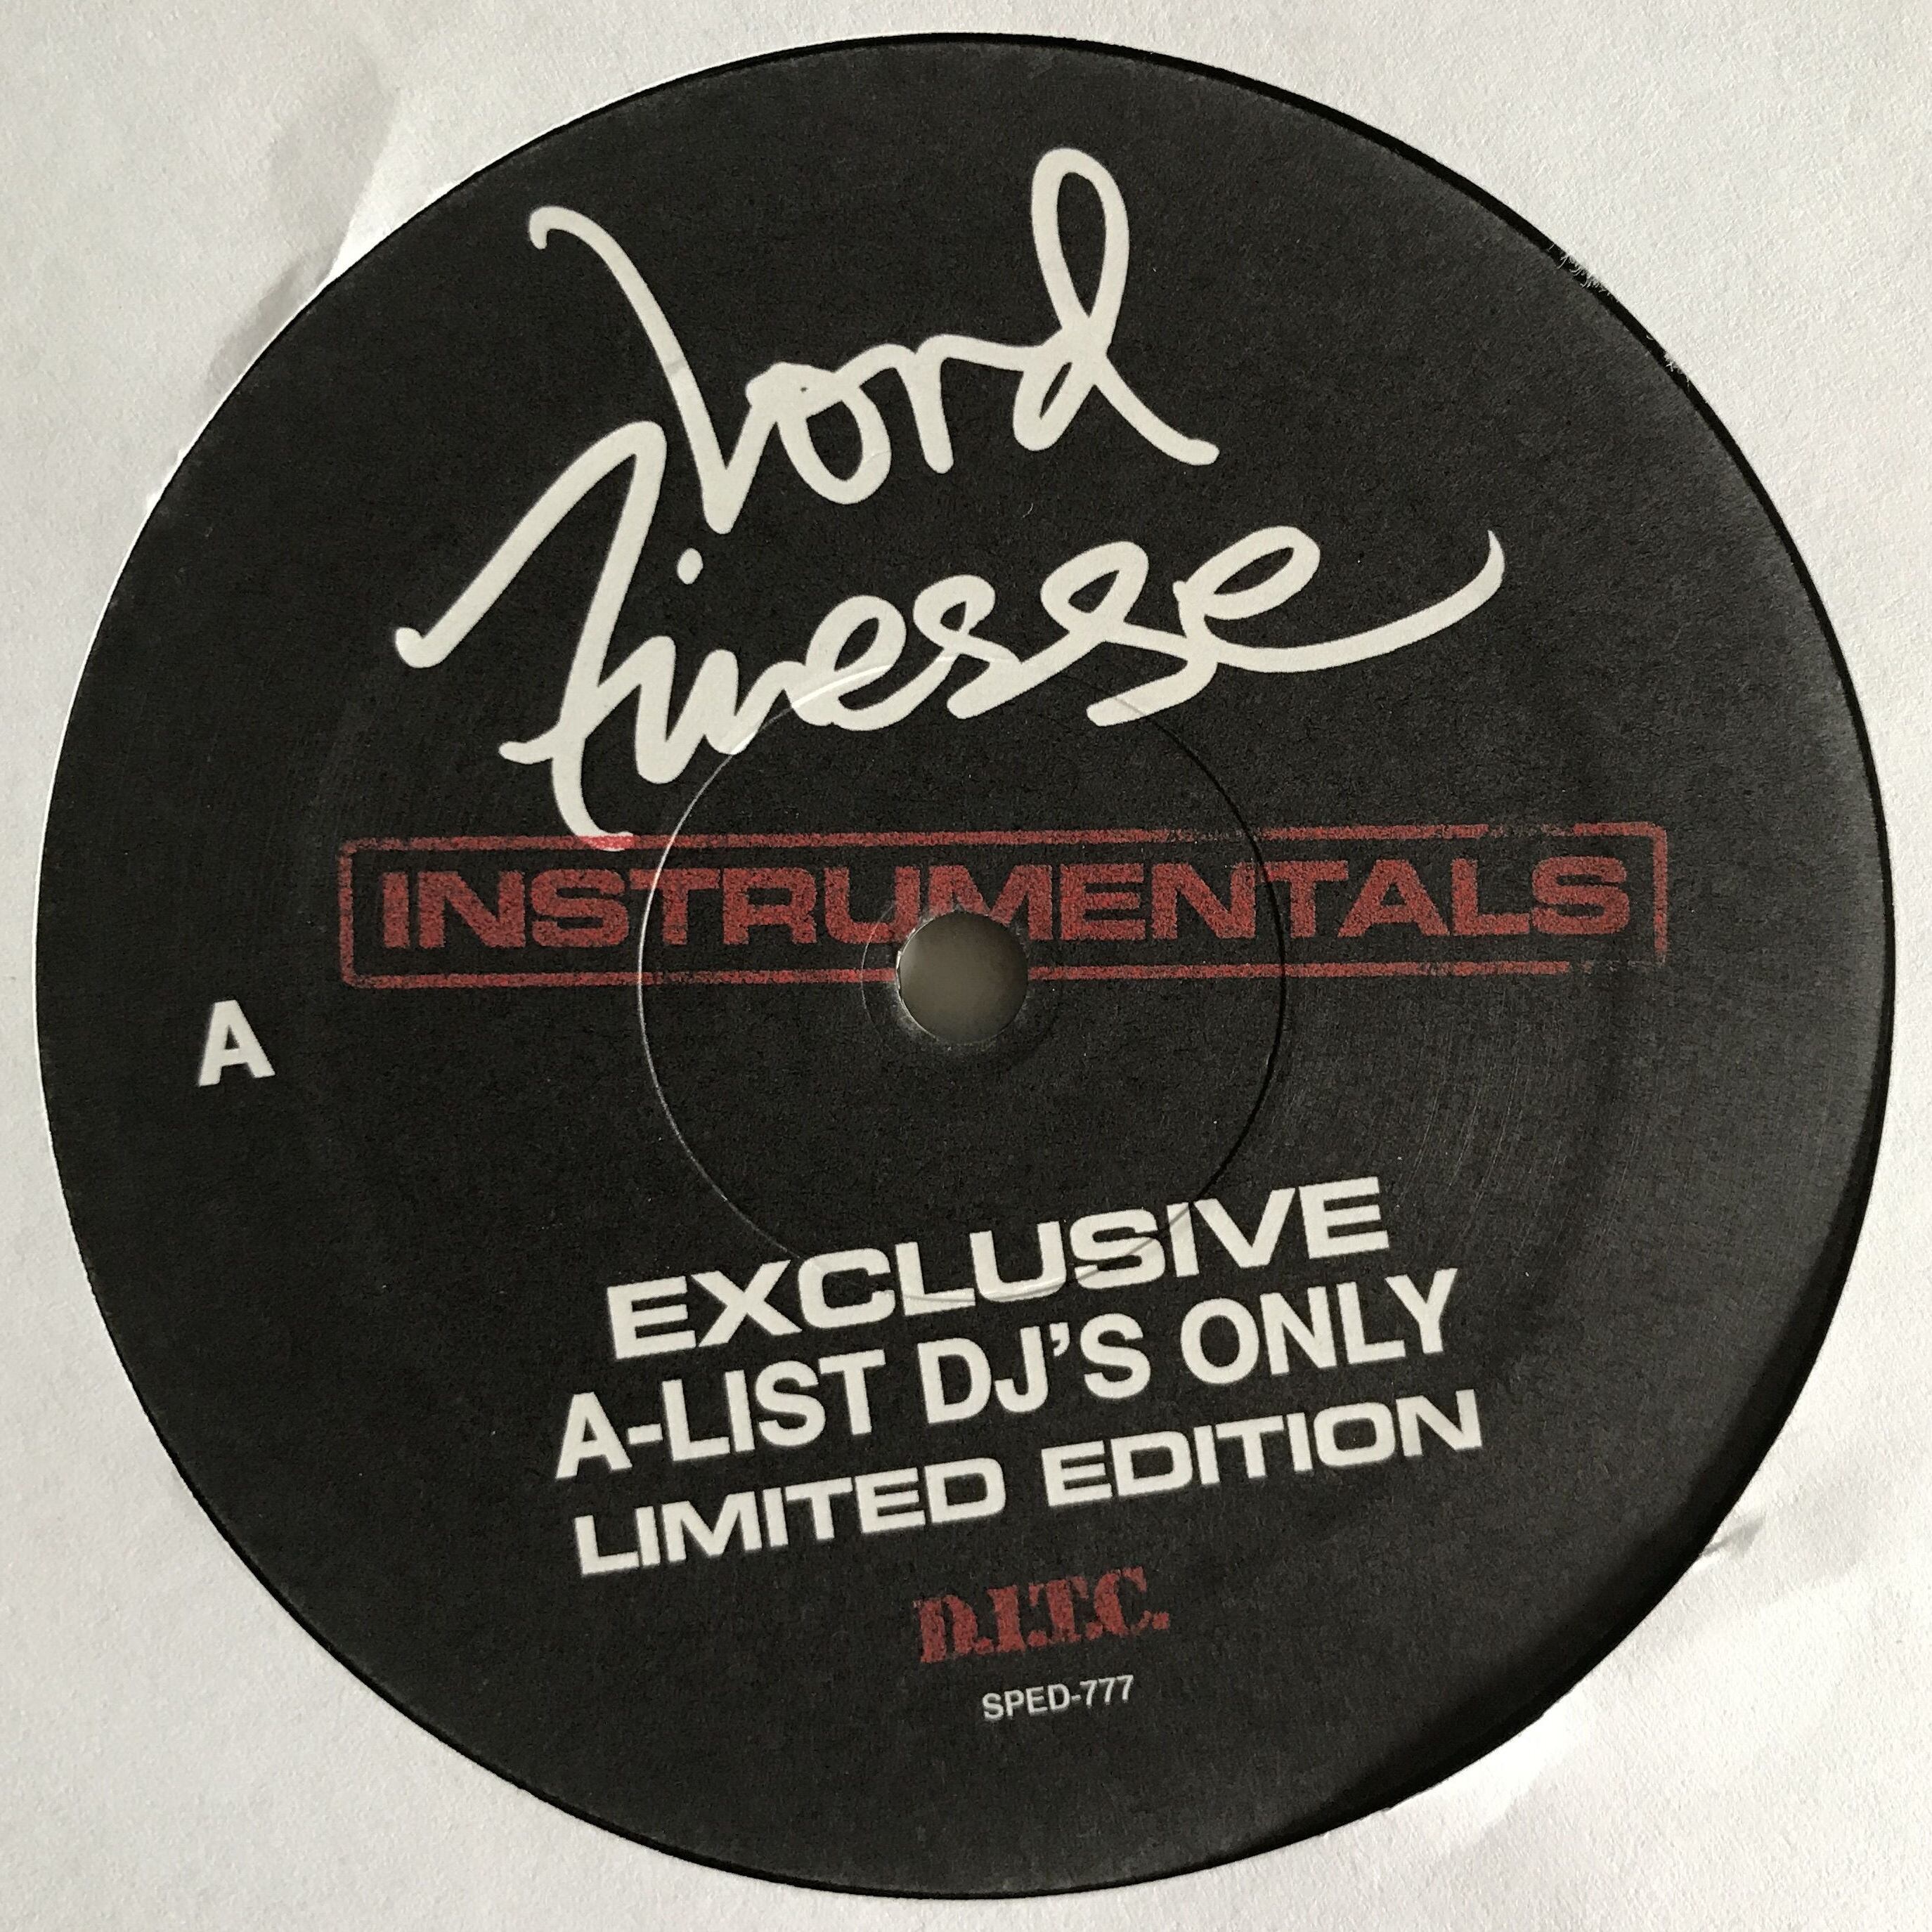 Lord
Finesse
INSTRUMENTALS
A
EXCLUSIVE
A-LIST DJ'S ONLY
LIMITED EDITION
D.I.T.C.
SPED-777